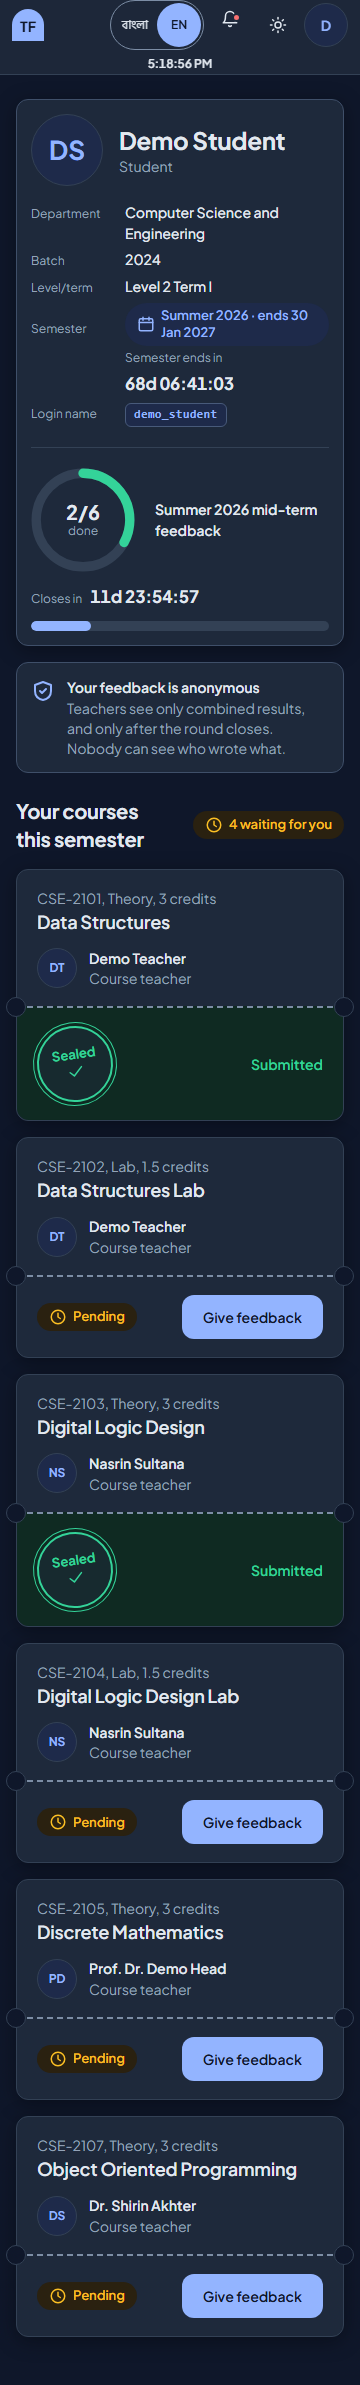 TF
বাংলা
EN
D
5:18:56 PM
DS
Demo Student
Student
Department
Computer Science and
Engineering
Batch
2024
Level/term
Level 2 Term I
Semester
Summer 2026 · ends 30
Jan 2027
Semester ends in
68d 06:41:03
Login name
demo_student
2/6
done
Summer 2026 mid-term
feedback
Closes in
11d 23:54:57
Your feedback is anonymous
Teachers see only combined results,
and only after the round closes.
Nobody can see who wrote what.
Your courses
this semester
4 waiting for you
CSE-2101, Theory, 3 credits
Data Structures
DT
Demo Teacher
Course teacher
Sealed
Submitted
CSE-2102, Lab, 1.5 credits
Data Structures Lab
DT
Demo Teacher
Course teacher
Pending
Give feedback
CSE-2103, Theory, 3 credits
Digital Logic Design
NS
Nasrin Sultana
Course teacher
Sealed
Submitted
CSE-2104, Lab, 1.5 credits
Digital Logic Design Lab
NS
Nasrin Sultana
Course teacher
Pending
Give feedback
CSE-2105, Theory, 3 credits
Discrete Mathematics
PD
Prof. Dr. Demo Head
Course teacher
Pending
Give feedback
CSE-2107, Theory, 3 credits
Object Oriented Programming
DS
Dr. Shirin Akhter
Course teacher
Pending
Give feedback